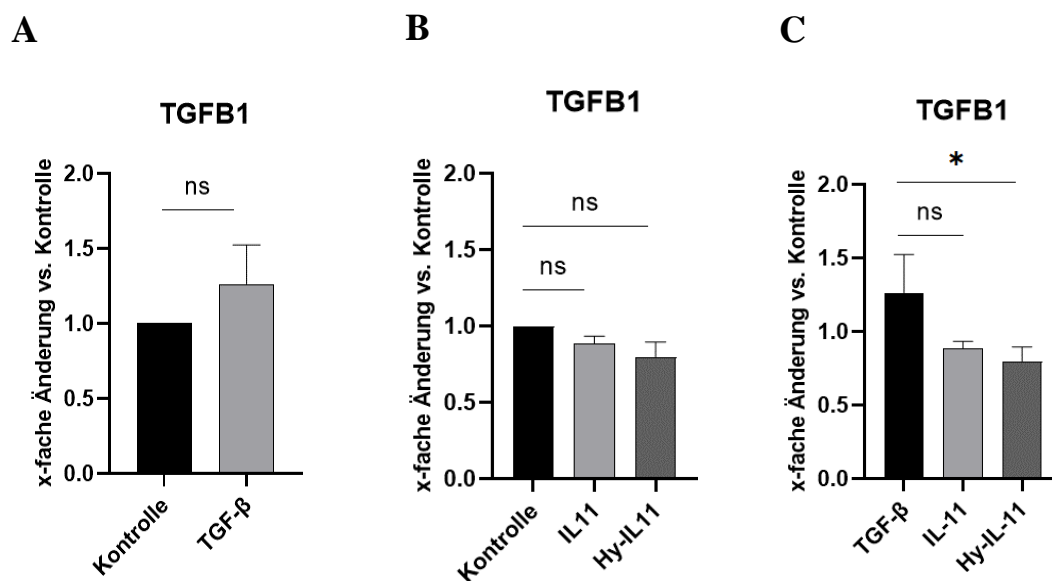 A
TGFB1
x-fache Änderung vs. Kontrolle
2.0
1.5
1.0
0.5
0.0
ns
Kontrolle
TGF-β
B
TGFB1
x-fache Änderung vs. Kontrolle
2.0
1.5
1.0
0.5
0.0
ns
ns
Kontrolle
IL11
Hy-IL11
C
TGFB1
x-fache Änderung vs. Kontrolle
2.0
1.5
1.0
0.5
0.0
*
ns
TGF-β
IL-11
Hy-IL-11